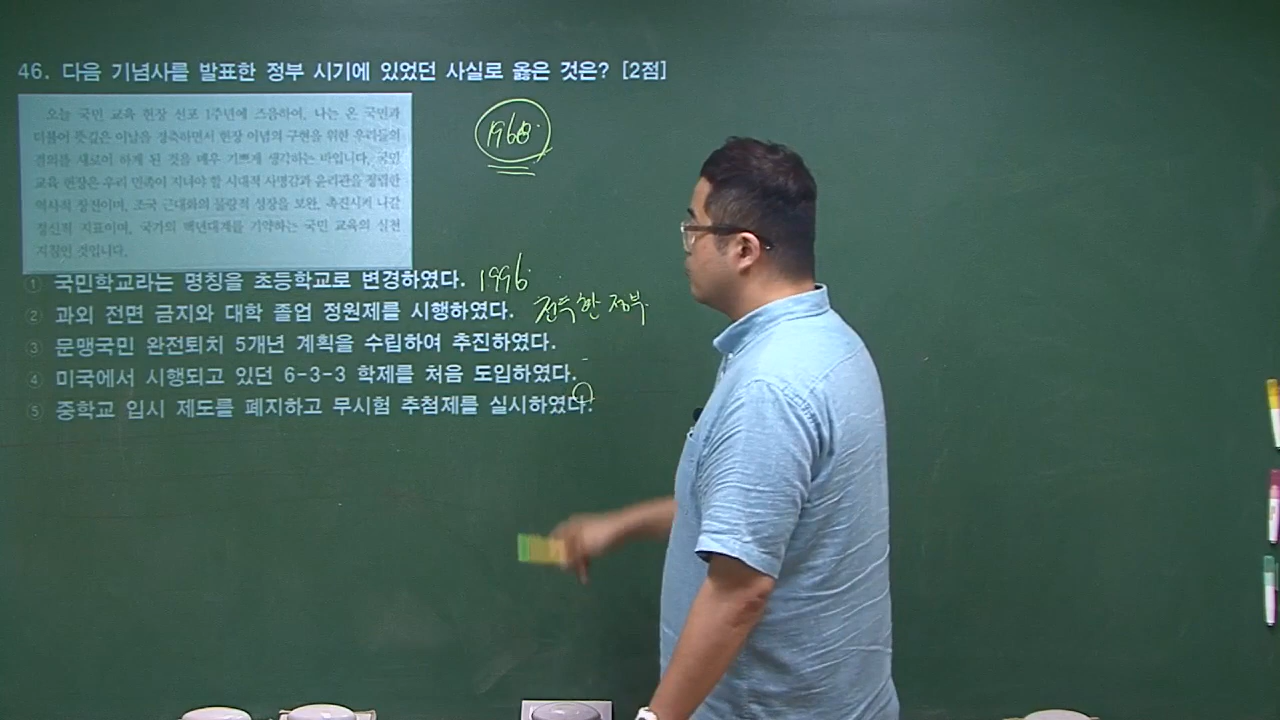 46. 다음 기념사를 발표한 정부 시기에 있었던 사실로 옳은 것은? [2점]
오늘 국민 교육 헌장 선포 1주년에 즈음하여, 나는 온 국민과
더불어 뜻깊은 이날을 경축하면서 헌장 이념의 구현을 위한 우리들의
결의를 새로이 하게 된 것을 매우 기쁘게 생각하는 바입니다. 국민
교육 헌장은 우리 민족이 지녀야 할 시대적 사명감과 윤리관을 정립한
역사적 장전이며, 조국 근대화의 물량적 성장을 보완, 촉진시켜 나갈
정신적 지표이며, 국가의 백년대계를 기약하는 국민 교육의 실천
지침인 것입니다.
1968.
① 국민학교라는 명칭을 초등학교로 변경하였다. 1996
② 과외 전면 금지와 대학 졸업 정원제를 시행하였다. 전두환 정부.
③ 문맹국민 완전퇴치 5개년 계획을 수립하여 추진하였다.
④ 미국에서 시행되고 있던 6-3-3 학제를 처음 도입하였다.
⑤ 중학교 입시 제도를 폐지하고 무시험 추첨제를 실시하였다.